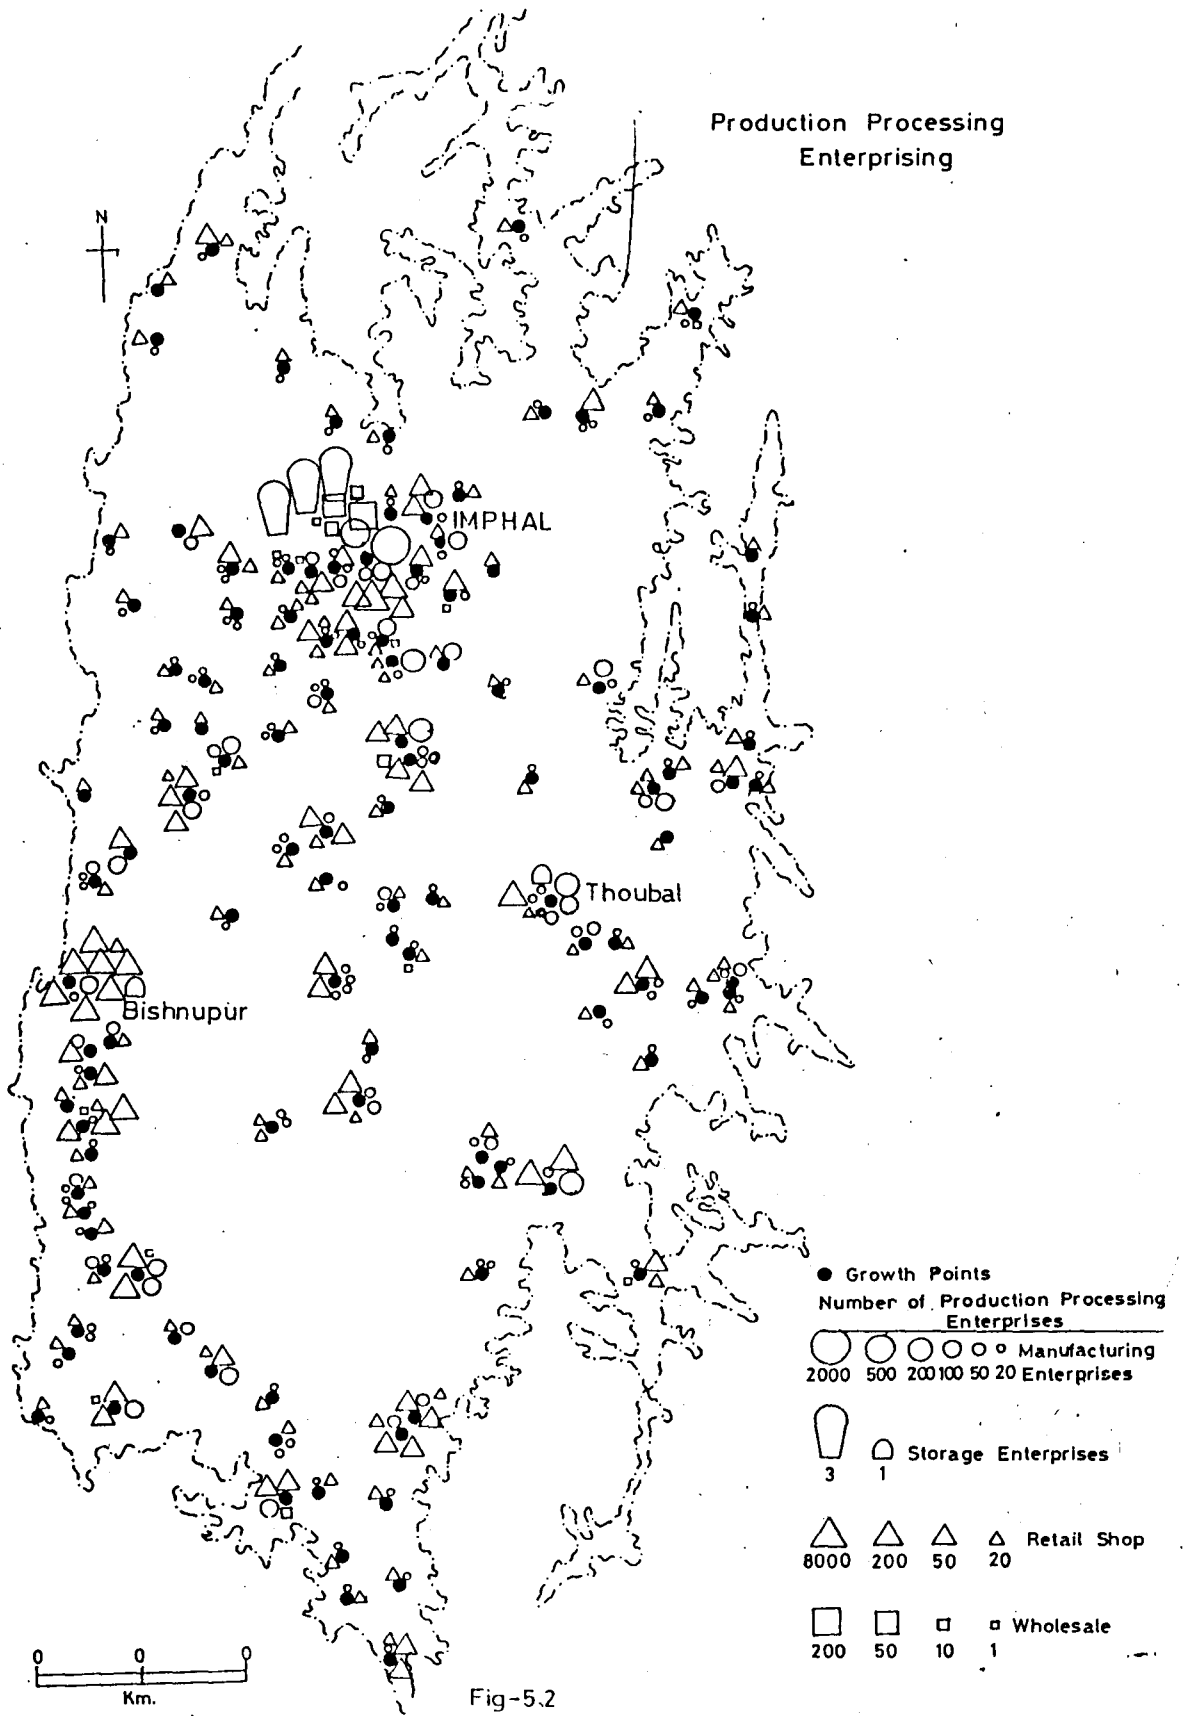 Production Processing
Enterprising
N
IMPHAL
Thoubal
Bishnupur
Growth Points
Number of Production Processing
Enterprises
Manufacturing
2000 500 200 100 50 20 Enterprises
Storage Enterprises
3 1
Retail Shop
8000 200 50 20
Wholesale
200 50 10 1
0 0 0
Km.
Fig-5.2